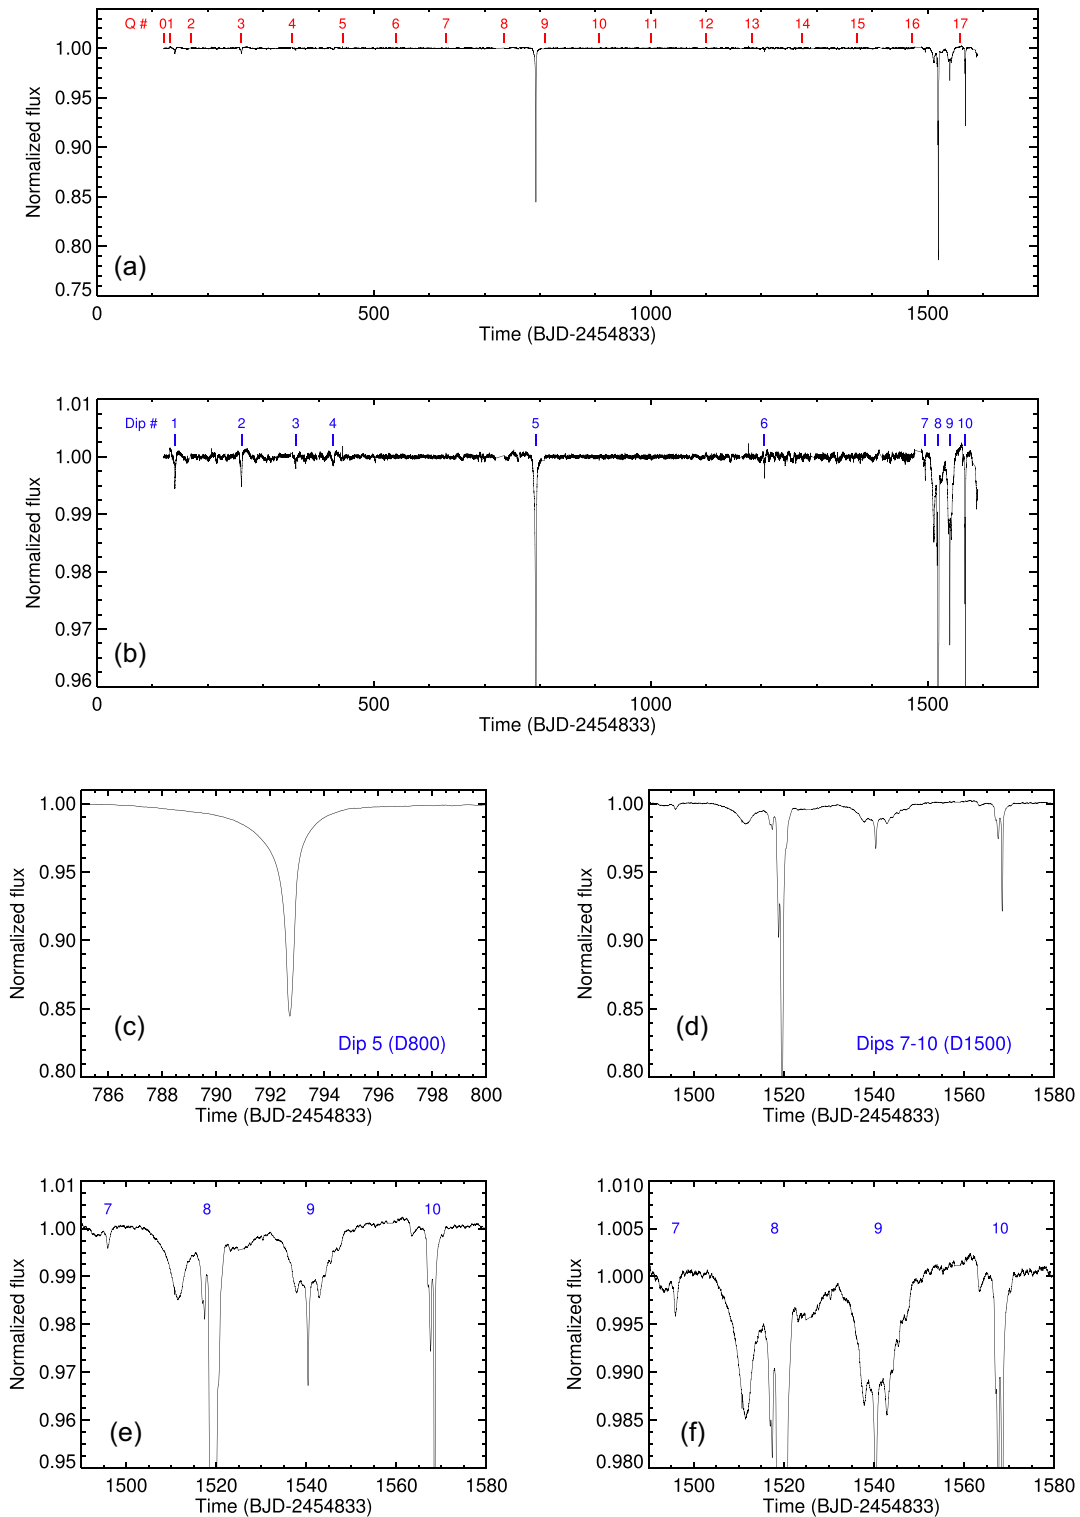 Q # 0 1 2 3 4 5 6 7 8 9 10 11 12 13 14 15 16 17
1.00
0.95
0.90
0.85
0.80
0.75
Normalized flux
(a)
0 500 1000 1500
Time (BJD-2454833)
1.01
1.00
0.99
0.98
0.97
0.96
Normalized flux
Dip # 1 2 3 4 5 6 7 8 9 10
(b)
0 500 1000 1500
Time (BJD-2454833)
1.00
0.95
0.90
0.85
0.80
Normalized flux
(c)
Dip 5 (D800)
786 788 790 792 794 796 798 800
Time (BJD-2454833)
1.00
0.95
0.90
0.85
0.80
Normalized flux
(d)
Dips 7-10 (D1500)
1500 1520 1540 1560 1580
Time (BJD-2454833)
1.01
1.00
0.99
0.98
0.97
0.96
0.95
Normalized flux
7 8 9 10
(e)
1500 1520 1540 1560 1580
Time (BJD-2454833)
1.010
1.005
1.000
0.995
0.990
0.985
0.980
Normalized flux
7 8 9 10
(f)
1500 1520 1540 1560 1580
Time (BJD-2454833)